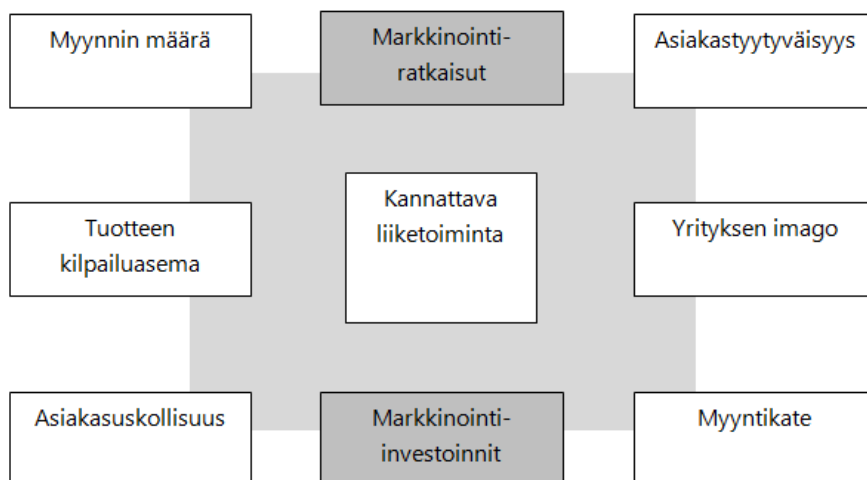 Myynnin määrä
Markkinointi-
ratkaisut
Asiakastyytyväisyys
Tuotteen
kilpailuasema
Kannattava
liiketoiminta
Yrityksen imago
Asiakasuskollisuus
Markkinointi-
investoinnit
Myyntikate